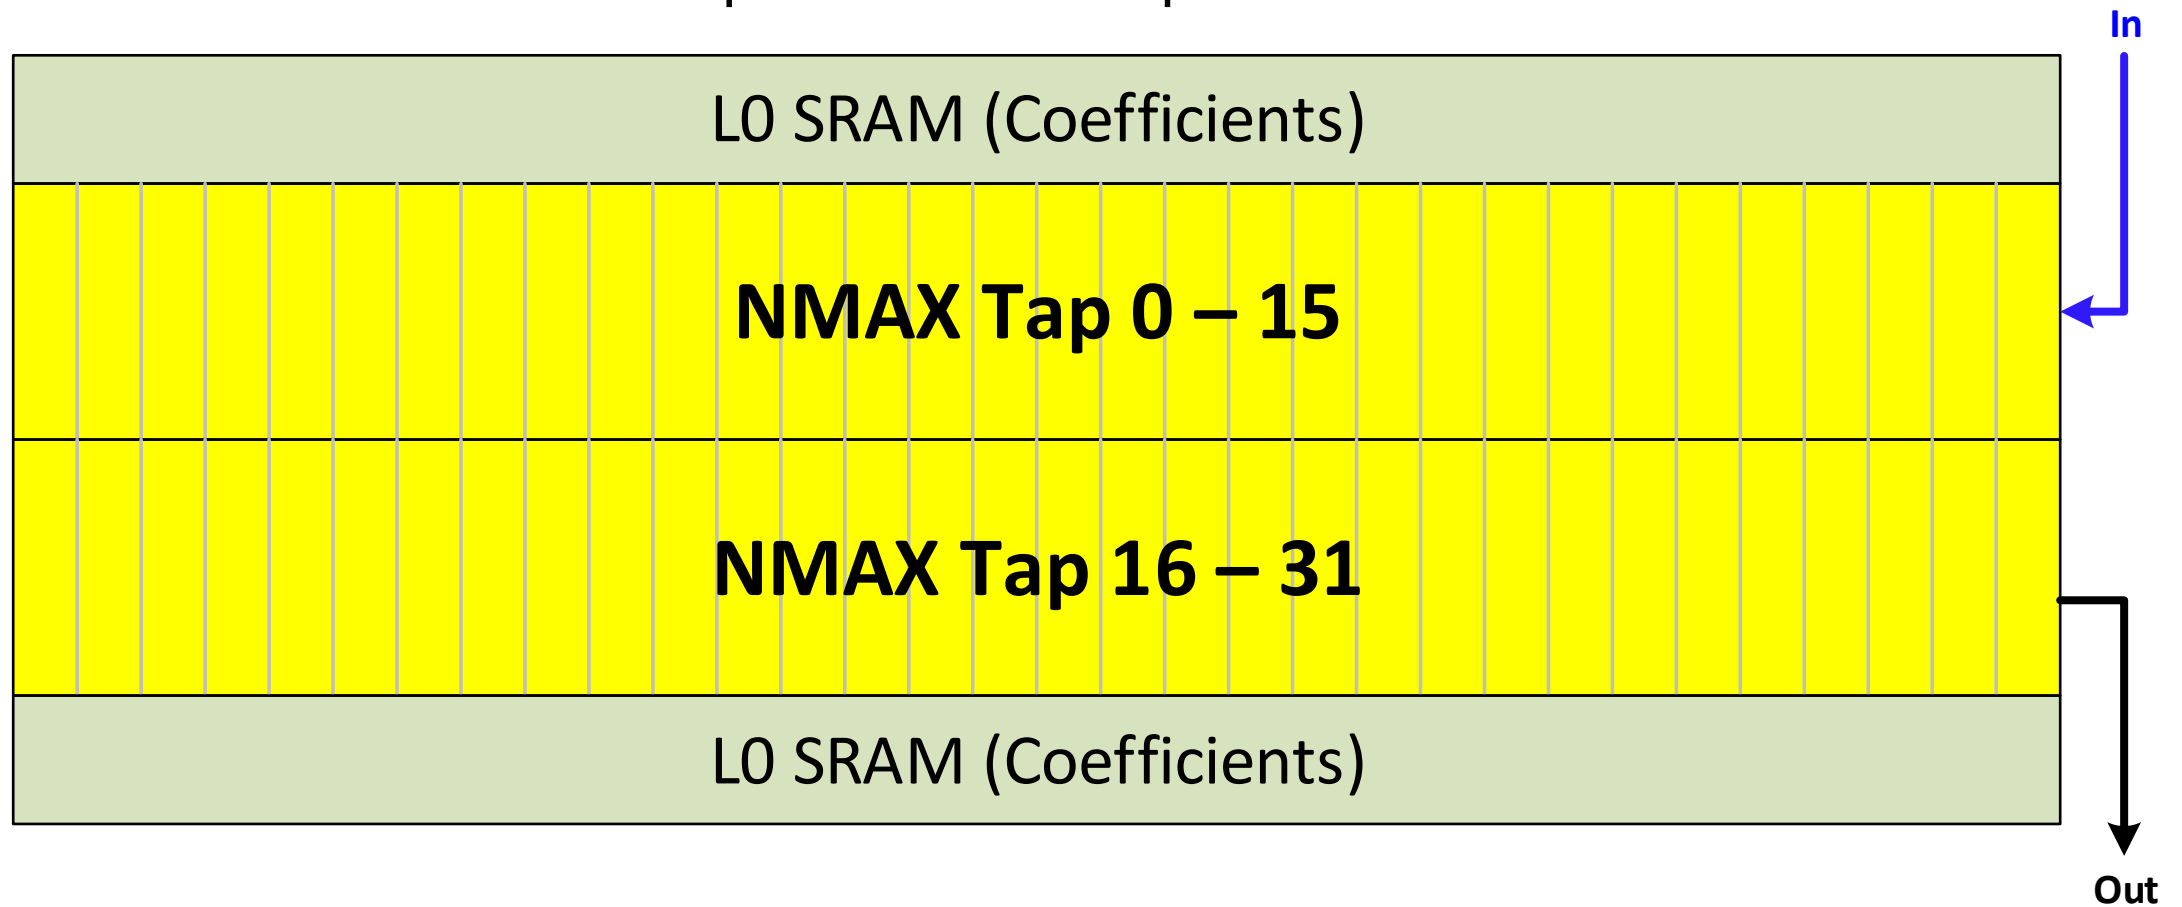 In
L0 SRAM (Coefficients)
NMAX Tap 0 – 15
NMAX Tap 16 – 31
L0 SRAM (Coefficients)
Out